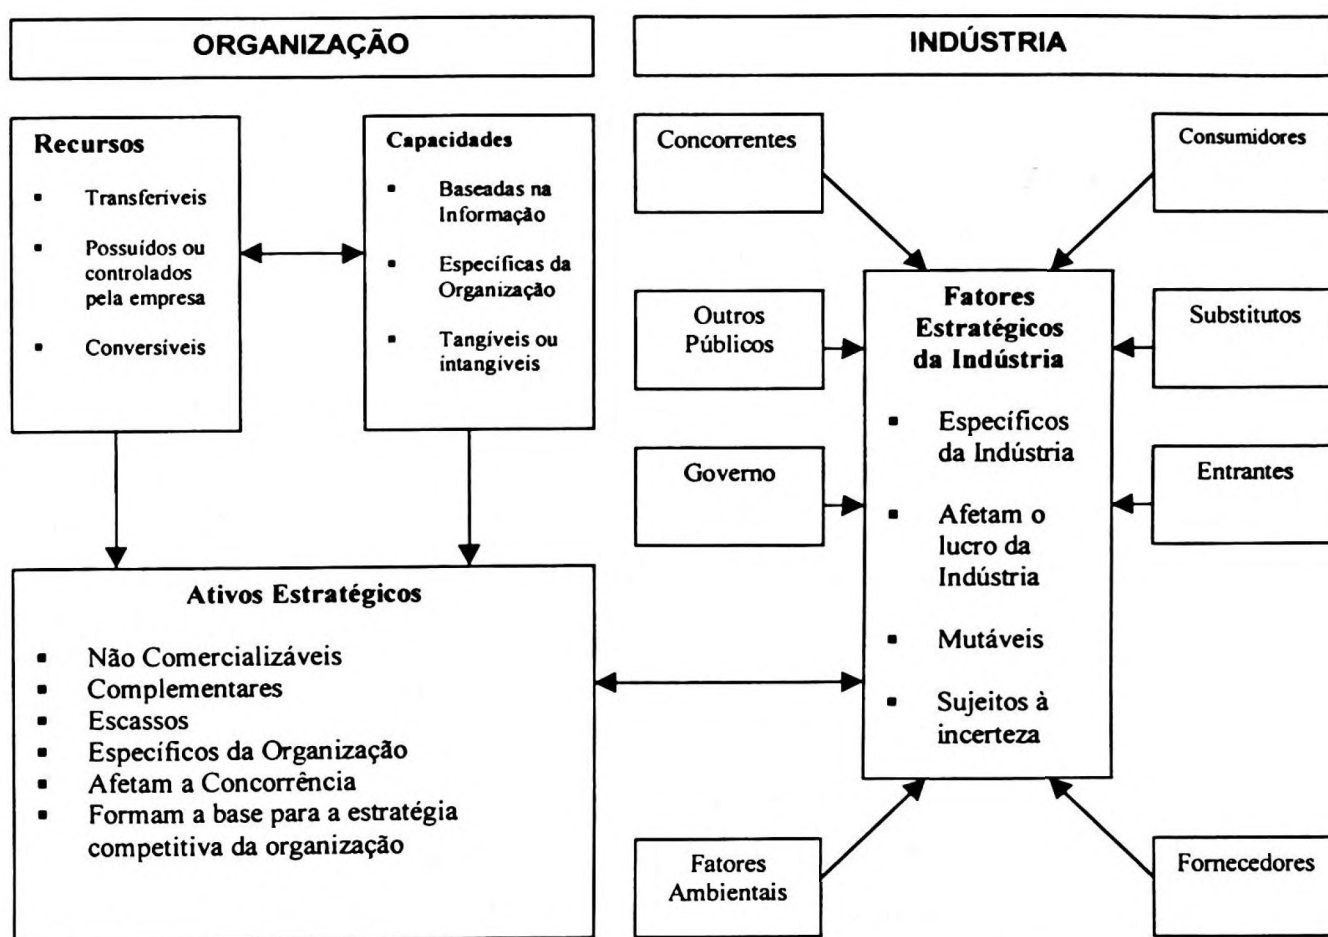 ORGANIZAÇÃO
Recursos
▪ Transferíveis
▪ Possuídos ou
controlados
pela empresa
▪ Conversíveis
Capacidades
▪ Baseadas na
Informação
▪ Específicas da
Organização
▪ Tangíveis ou
intangíveis
Ativos Estratégicos
▪ Não Comercializáveis
▪ Complementares
▪ Escassos
▪ Específicos da Organização
▪ Afetam a Concorrência
▪ Formam a base para a estratégia
competitiva da organização
INDÚSTRIA
Concorrentes
Outros
Públicos
Governo
Fatores
Ambientais
Fatores
Estratégicos
da Indústria
▪ Específicos
da Indústria
▪ Afetam o
lucro da
Indústria
▪ Mutáveis
▪ Sujeitos à
incerteza
Consumidores
Substitutos
Entrantes
Fornecedores